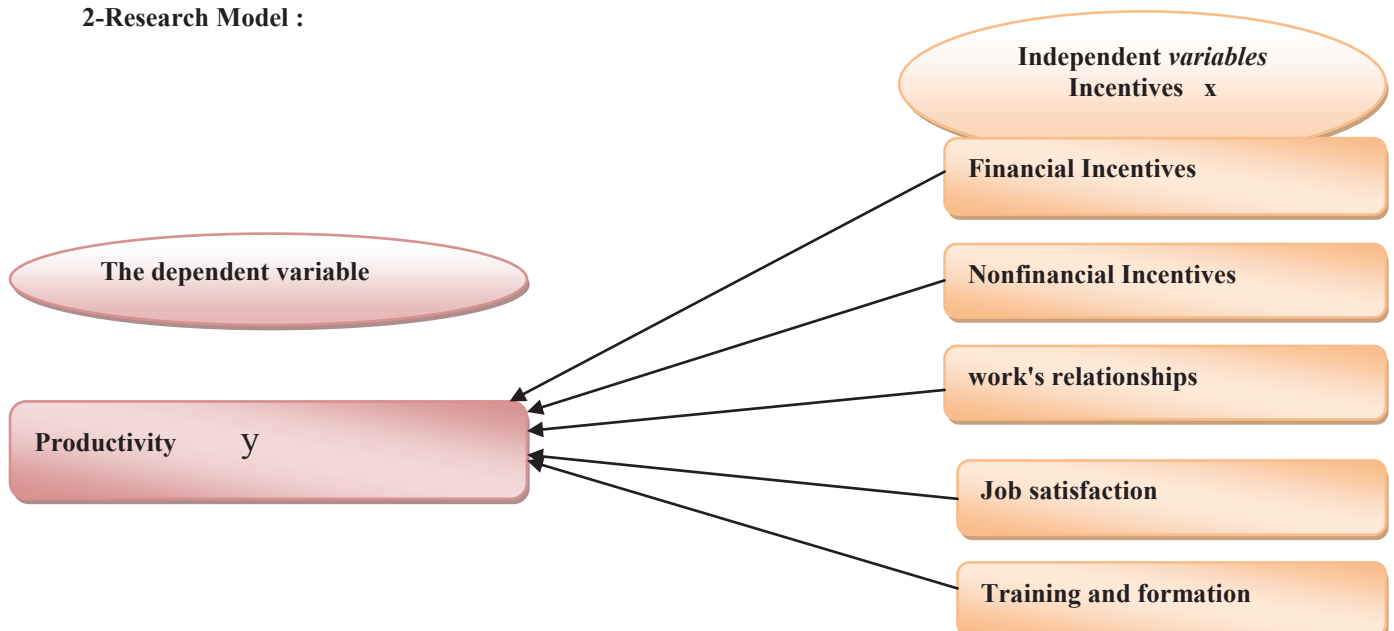 2-Research Model :
Independent variables
Incentives x
Financial Incentives
Nonfinancial Incentives
The dependent variable
work's relationships
Productivity y
Job satisfaction
Training and formation